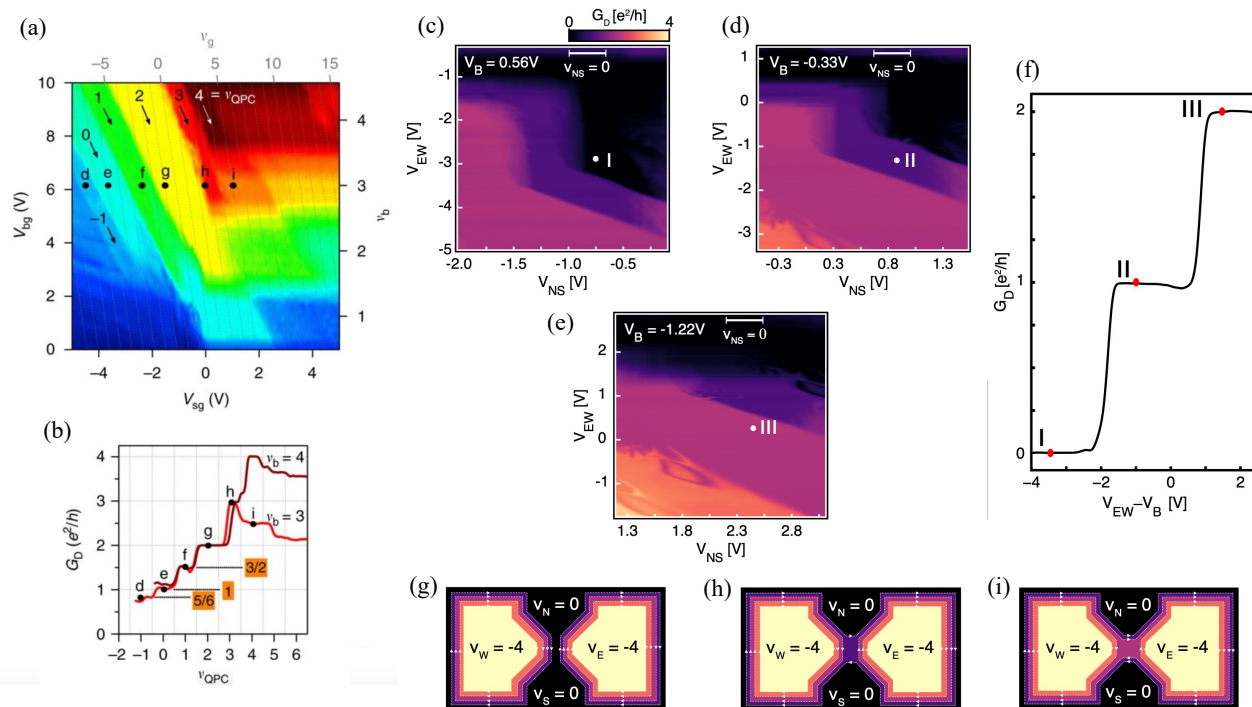 (a)
ν_g
−5 0 5 10 15
10
8
6
4
2
0
V_bg (V)
1 2 3 4 = ν_QPC
0
d e f g h i
−1
4
3
2
1
ν_b
−4 −2 0 2 4
V_sg (V)
(b)
4
3
2
1
0
G_D (e²/h)
ν_b = 4
ν_b = 3
d e f g h i
3/2
1
5/6
−2 −1 0 1 2 3 4 5 6
ν_QPC
(c)
G_D [e²/h]
0 4
V_B = 0.56V
ν_NS = 0
-1
-2
-3
-4
-5
V_EW [V]
I
-2.0 -1.5 -1.0 -0.5
V_NS [V]
(d)
V_B = -0.33V
ν_NS = 0
1
0
-1
-2
-3
V_EW [V]
II
-0.3 0.3 0.8 1.3
V_NS [V]
(e)
V_B = -1.22V
ν_NS = 0
2
1
0
-1
V_EW [V]
III
1.3 1.8 2.4 2.8
V_NS [V]
(f)
2
1
0
G_D [e²/h]
III
II
I
−4 −2 0 2
V_EW−V_B [V]
(g)
ν_N = 0
ν_W = -4 ν_E = -4
ν_S = 0
(h)
ν_N = 0
ν_W = -4 ν_E = -4
ν_S = 0
(i)
ν_N = 0
ν_W = -4 ν_E = -4
ν_S = 0